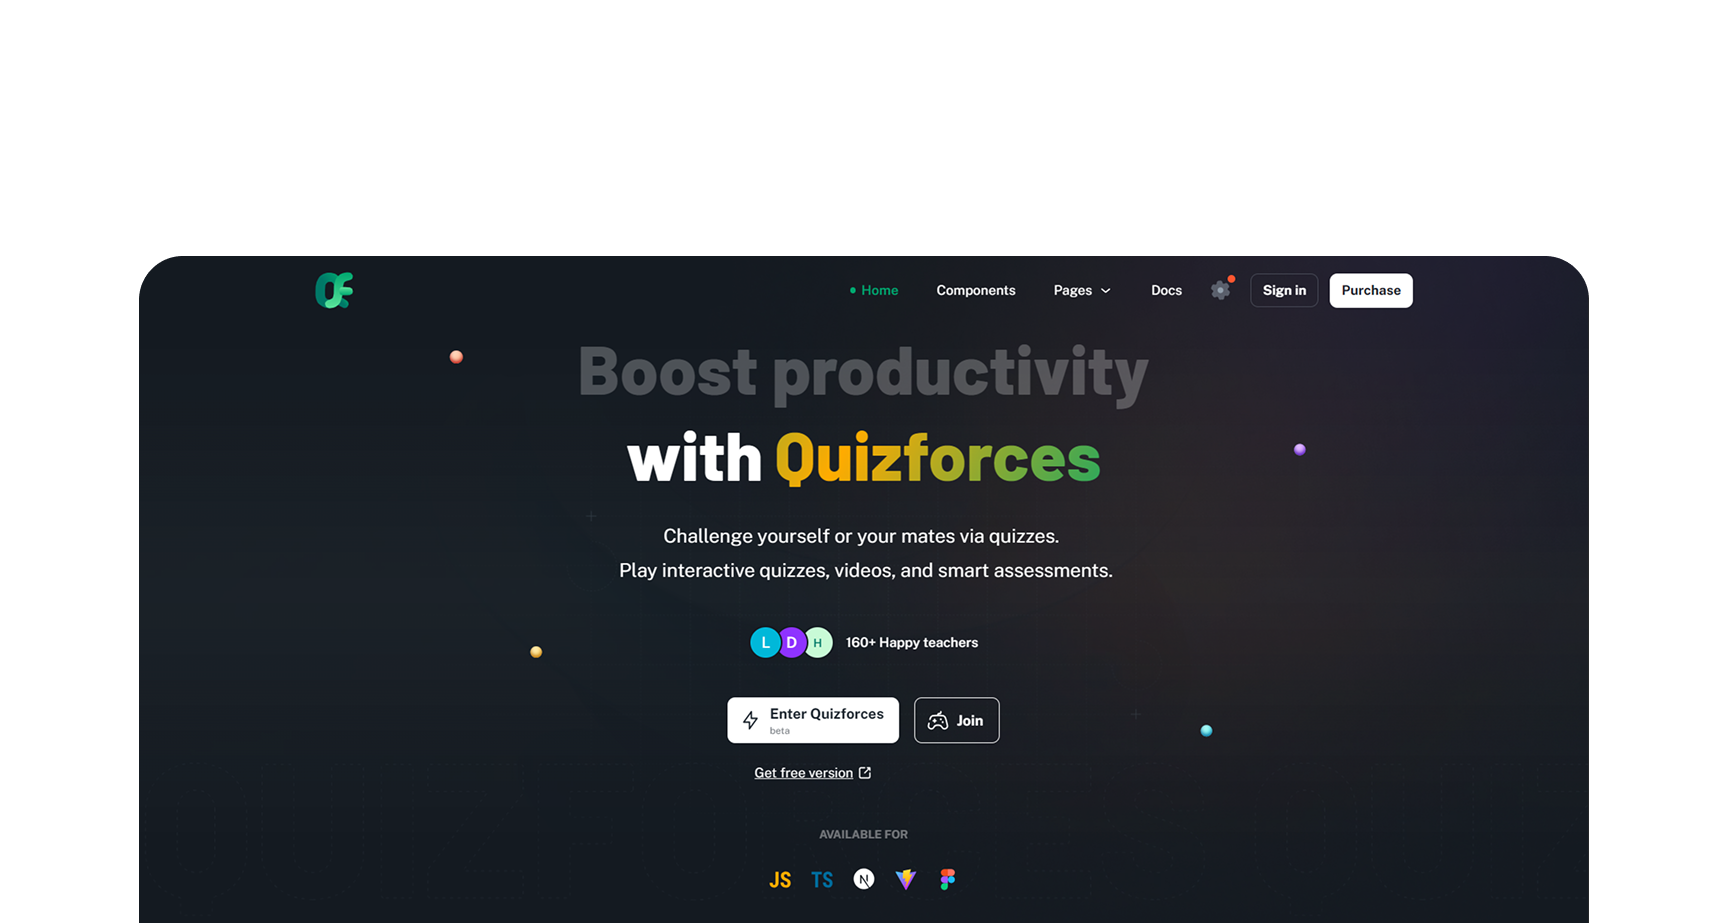 Home Components Pages Docs Sign in Purchase
Boost productivity
with Quizforces
Challenge yourself or your mates via quizzes.
Play interactive quizzes, videos, and smart assessments.
L D H 160+ Happy teachers
Enter Quizforces
beta
Join
Get free version
AVAILABLE FOR
JS TS N